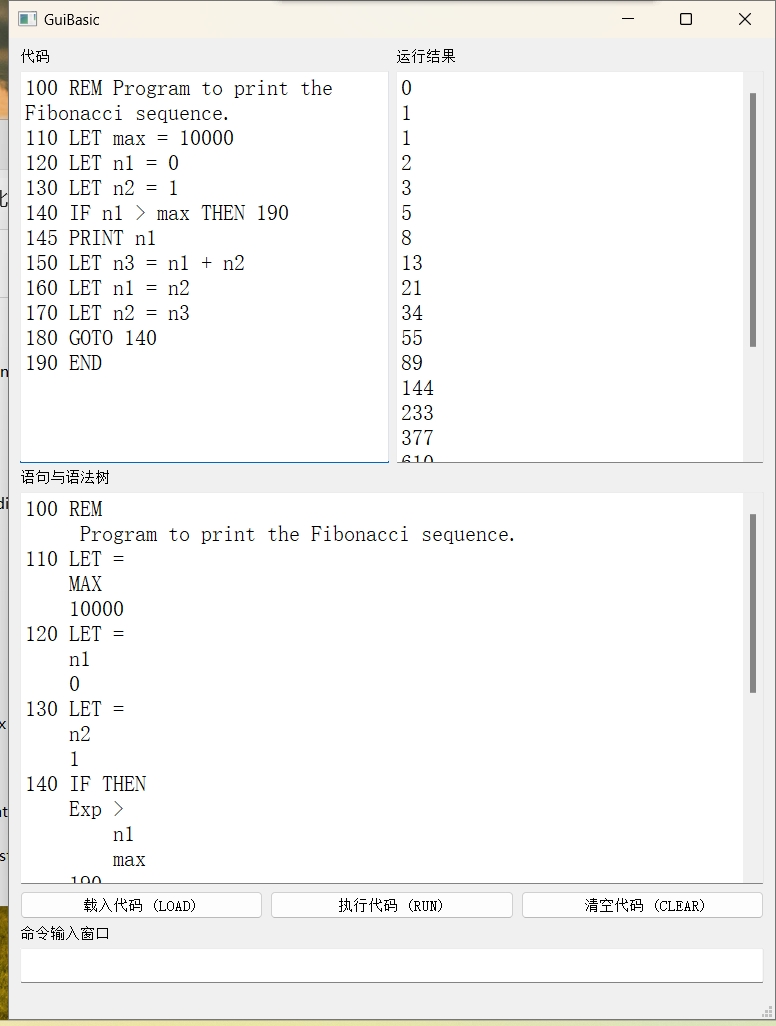 GuiBasic
代码
100 REM Program to print the
Fibonacci sequence.
110 LET max = 10000
120 LET n1 = 0
130 LET n2 = 1
140 IF n1 > max THEN 190
145 PRINT n1
150 LET n3 = n1 + n2
160 LET n1 = n2
170 LET n2 = n3
180 GOTO 140
190 END
运行结果
0
1
1
2
3
5
8
13
21
34
55
89
144
233
377
610
语句与语法树
100 REM
Program to print the Fibonacci sequence.
110 LET =
MAX
10000
120 LET =
n1
0
130 LET =
n2
1
140 IF THEN
Exp >
n1
max
190
载入代码 (LOAD)
执行代码 (RUN)
清空代码 (CLEAR)
命令输入窗口